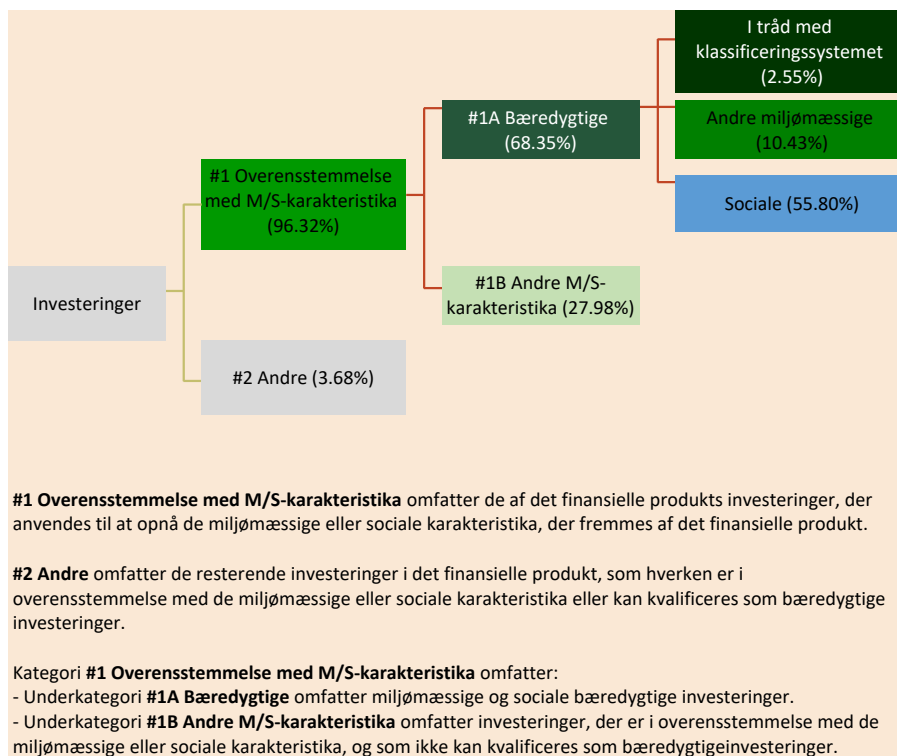 I tråd med
klassificeringssystemet
(2.55%)
#1A Bæredygtige
(68.35%)
Andre miljømæssige
(10.43%)
#1 Overensstemmelse
med M/S-karakteristika
(96.32%)
Sociale (55.80%)
#1B Andre M/S-
karakteristika (27.98%)
Investeringer
#2 Andre (3.68%)
#1 Overensstemmelse med M/S-karakteristika omfatter de af det finansielle produkts investeringer, der
anvendes til at opnå de miljømæssige eller sociale karakteristika, der fremmes af det finansielle produkt.
#2 Andre omfatter de resterende investeringer i det finansielle produkt, som hverken er i
overensstemmelse med de miljømæssige eller sociale karakteristika eller kan kvalificeres som bæredygtige
investeringer.
Kategori #1 Overensstemmelse med M/S-karakteristika omfatter:
- Underkategori #1A Bæredygtige omfatter miljømæssige og sociale bæredygtige investeringer.
- Underkategori #1B Andre M/S-karakteristika omfatter investeringer, der er i overensstemmelse med de
miljømæssige eller sociale karakteristika, og som ikke kan kvalificeres som bæredygtigeinvesteringer.